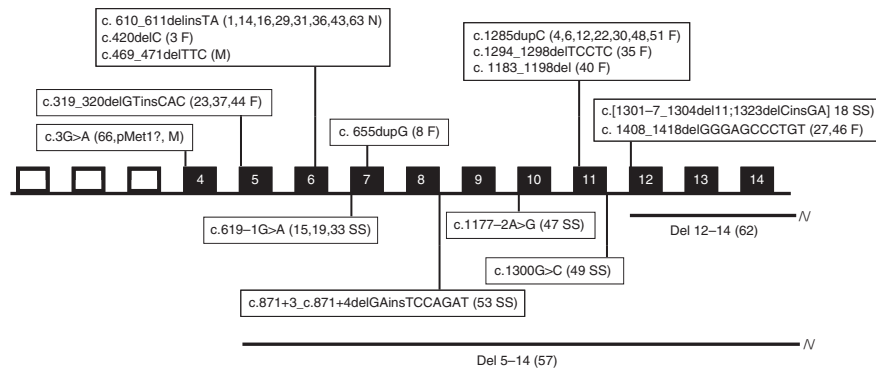 c. 610_611delinsTA (1,14,16,29,31,36,43,63 N)
c.420delC (3 F)
c.469_471delTTC (M)
c.1285dupC (4,6,12,22,30,48,51 F)
c.1294_1298delTCCTC (35 F)
c. 1183_1198del (40 F)
c.319_320delGTinsCAC (23,37,44 F)
c.[1301–7_1304del11;1323delCinsGA] 18 SS)
c. 1408_1418delGGGAGCCCTGT (27,46 F)
c.3G>A (66,pMet1?, M)
c. 655dupG (8 F)
4 5 6 7 8 9 10 11 12 13 14
c.619–1G>A (15,19,33 SS)
c.1177–2A>G (47 SS)
Del 12–14 (62)
c.1300G>C (49 SS)
c.871+3_c.871+4delGAinsTCCAGAT (53 SS)
Del 5–14 (57)